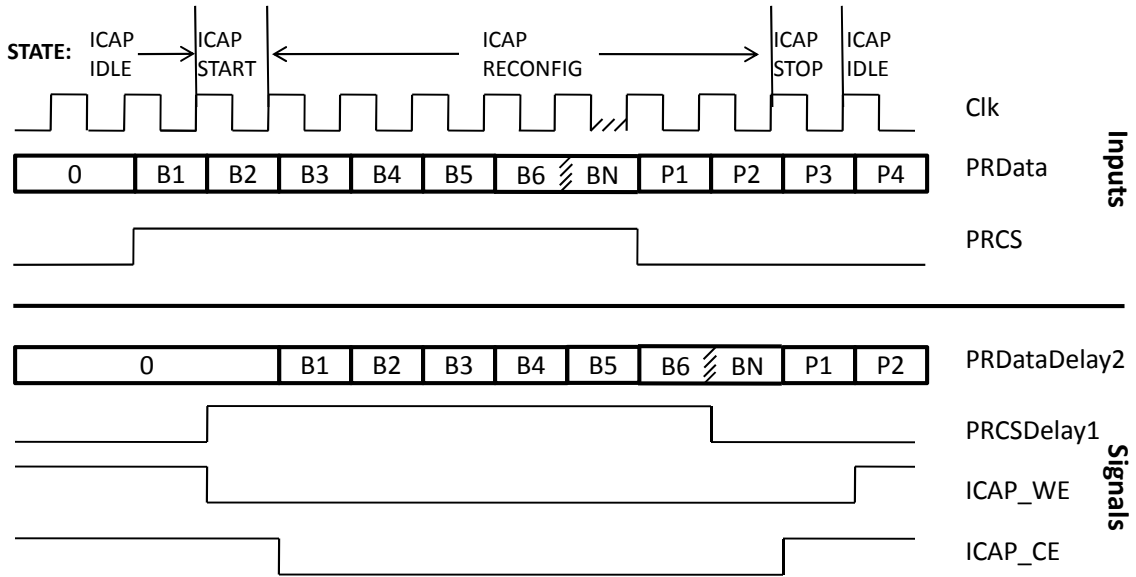 STATE: ICAP IDLE ICAP START ICAP RECONFIG ICAP STOP ICAP IDLE
Clk
0 B1 B2 B3 B4 B5 B6 BN P1 P2 P3 P4 PRData
PRCS
Inputs
0 B1 B2 B3 B4 B5 B6 BN P1 P2 PRDataDelay2
PRCSDelay1
ICAP_WE
ICAP_CE
Signals